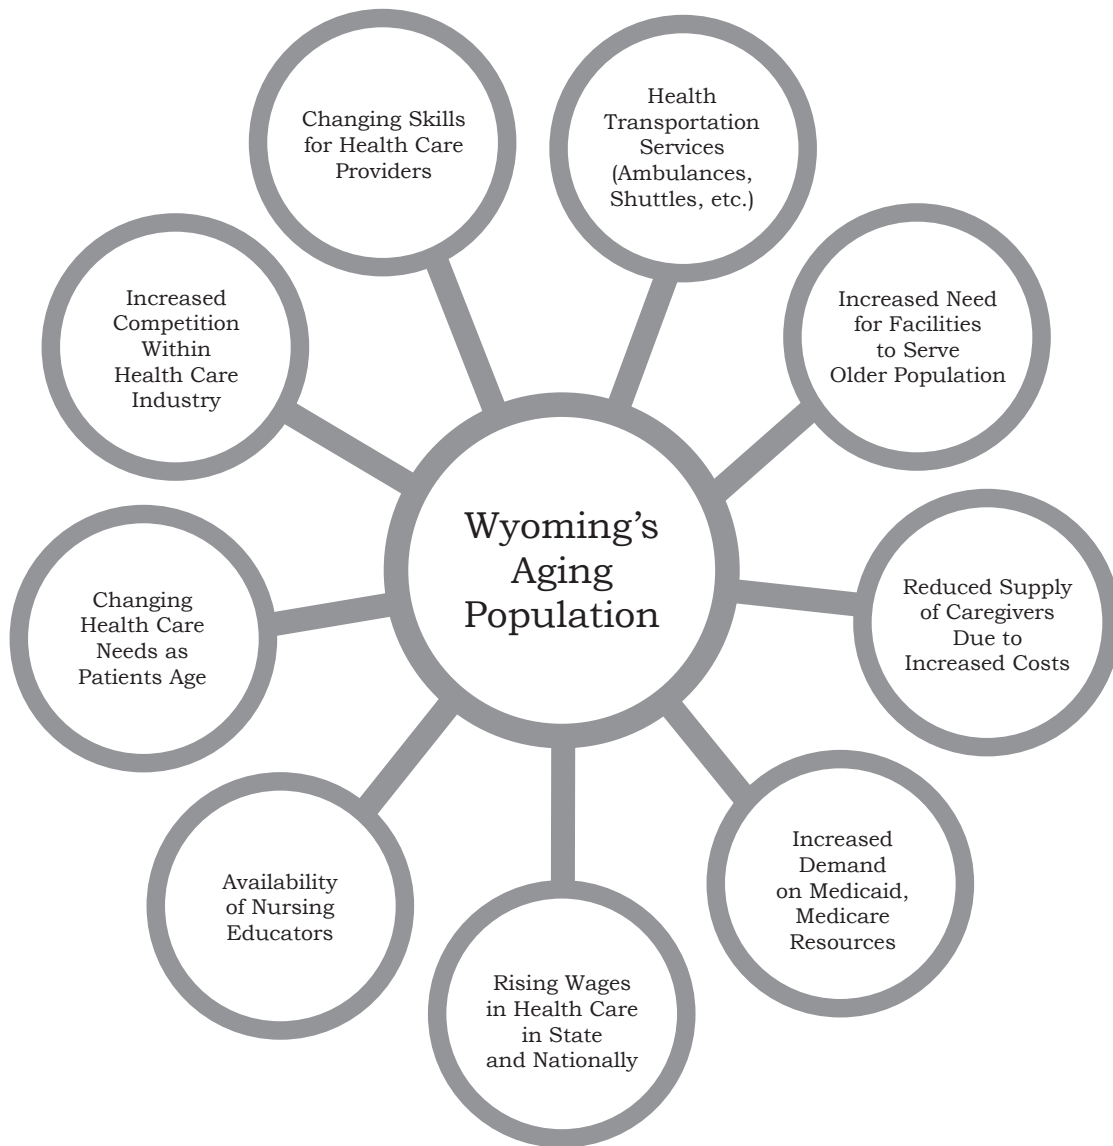 Changing Skills
for Health Care
Providers
Health
Transportation
Services
(Ambulances,
Shuttles, etc.)
Increased
Competition
Within
Health Care
Industry
Increased Need
for Facilities
to Serve
Older Population
Wyoming’s
Aging
Population
Changing
Health Care
Needs as
Patients Age
Reduced Supply
of Caregivers
Due to
Increased Costs
Availability
of Nursing
Educators
Increased
Demand
on Medicaid,
Medicare
Resources
Rising Wages
in Health Care
in State
and Nationally